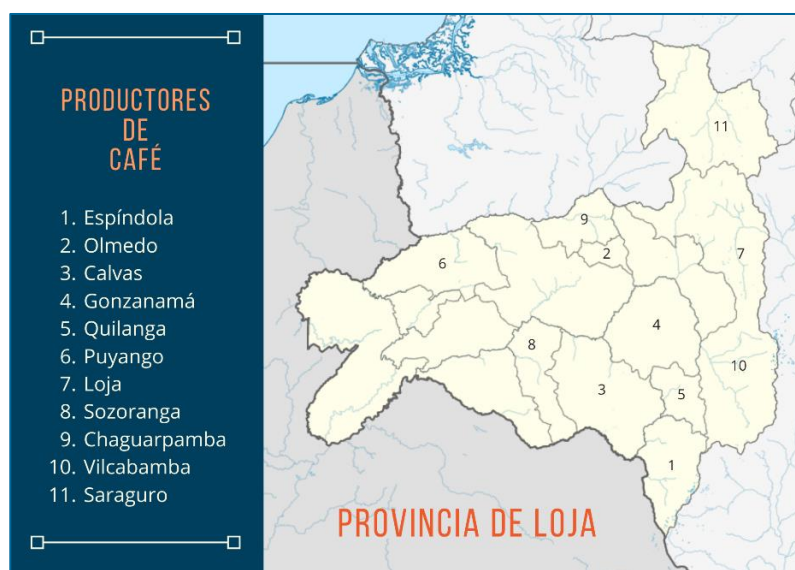 PRODUCTORES
DE
CAFÉ
1. Espíndola
2. Olmedo
3. Calvas
4. Gonzanamá
5. Quilanga
6. Puyango
7. Loja
8. Sozoranga
9. Chaguarpamba
10. Vilcabamba
11. Saraguro
11
9
2
7
6
4
8
10
3
5
1
PROVINCIA DE LOJA